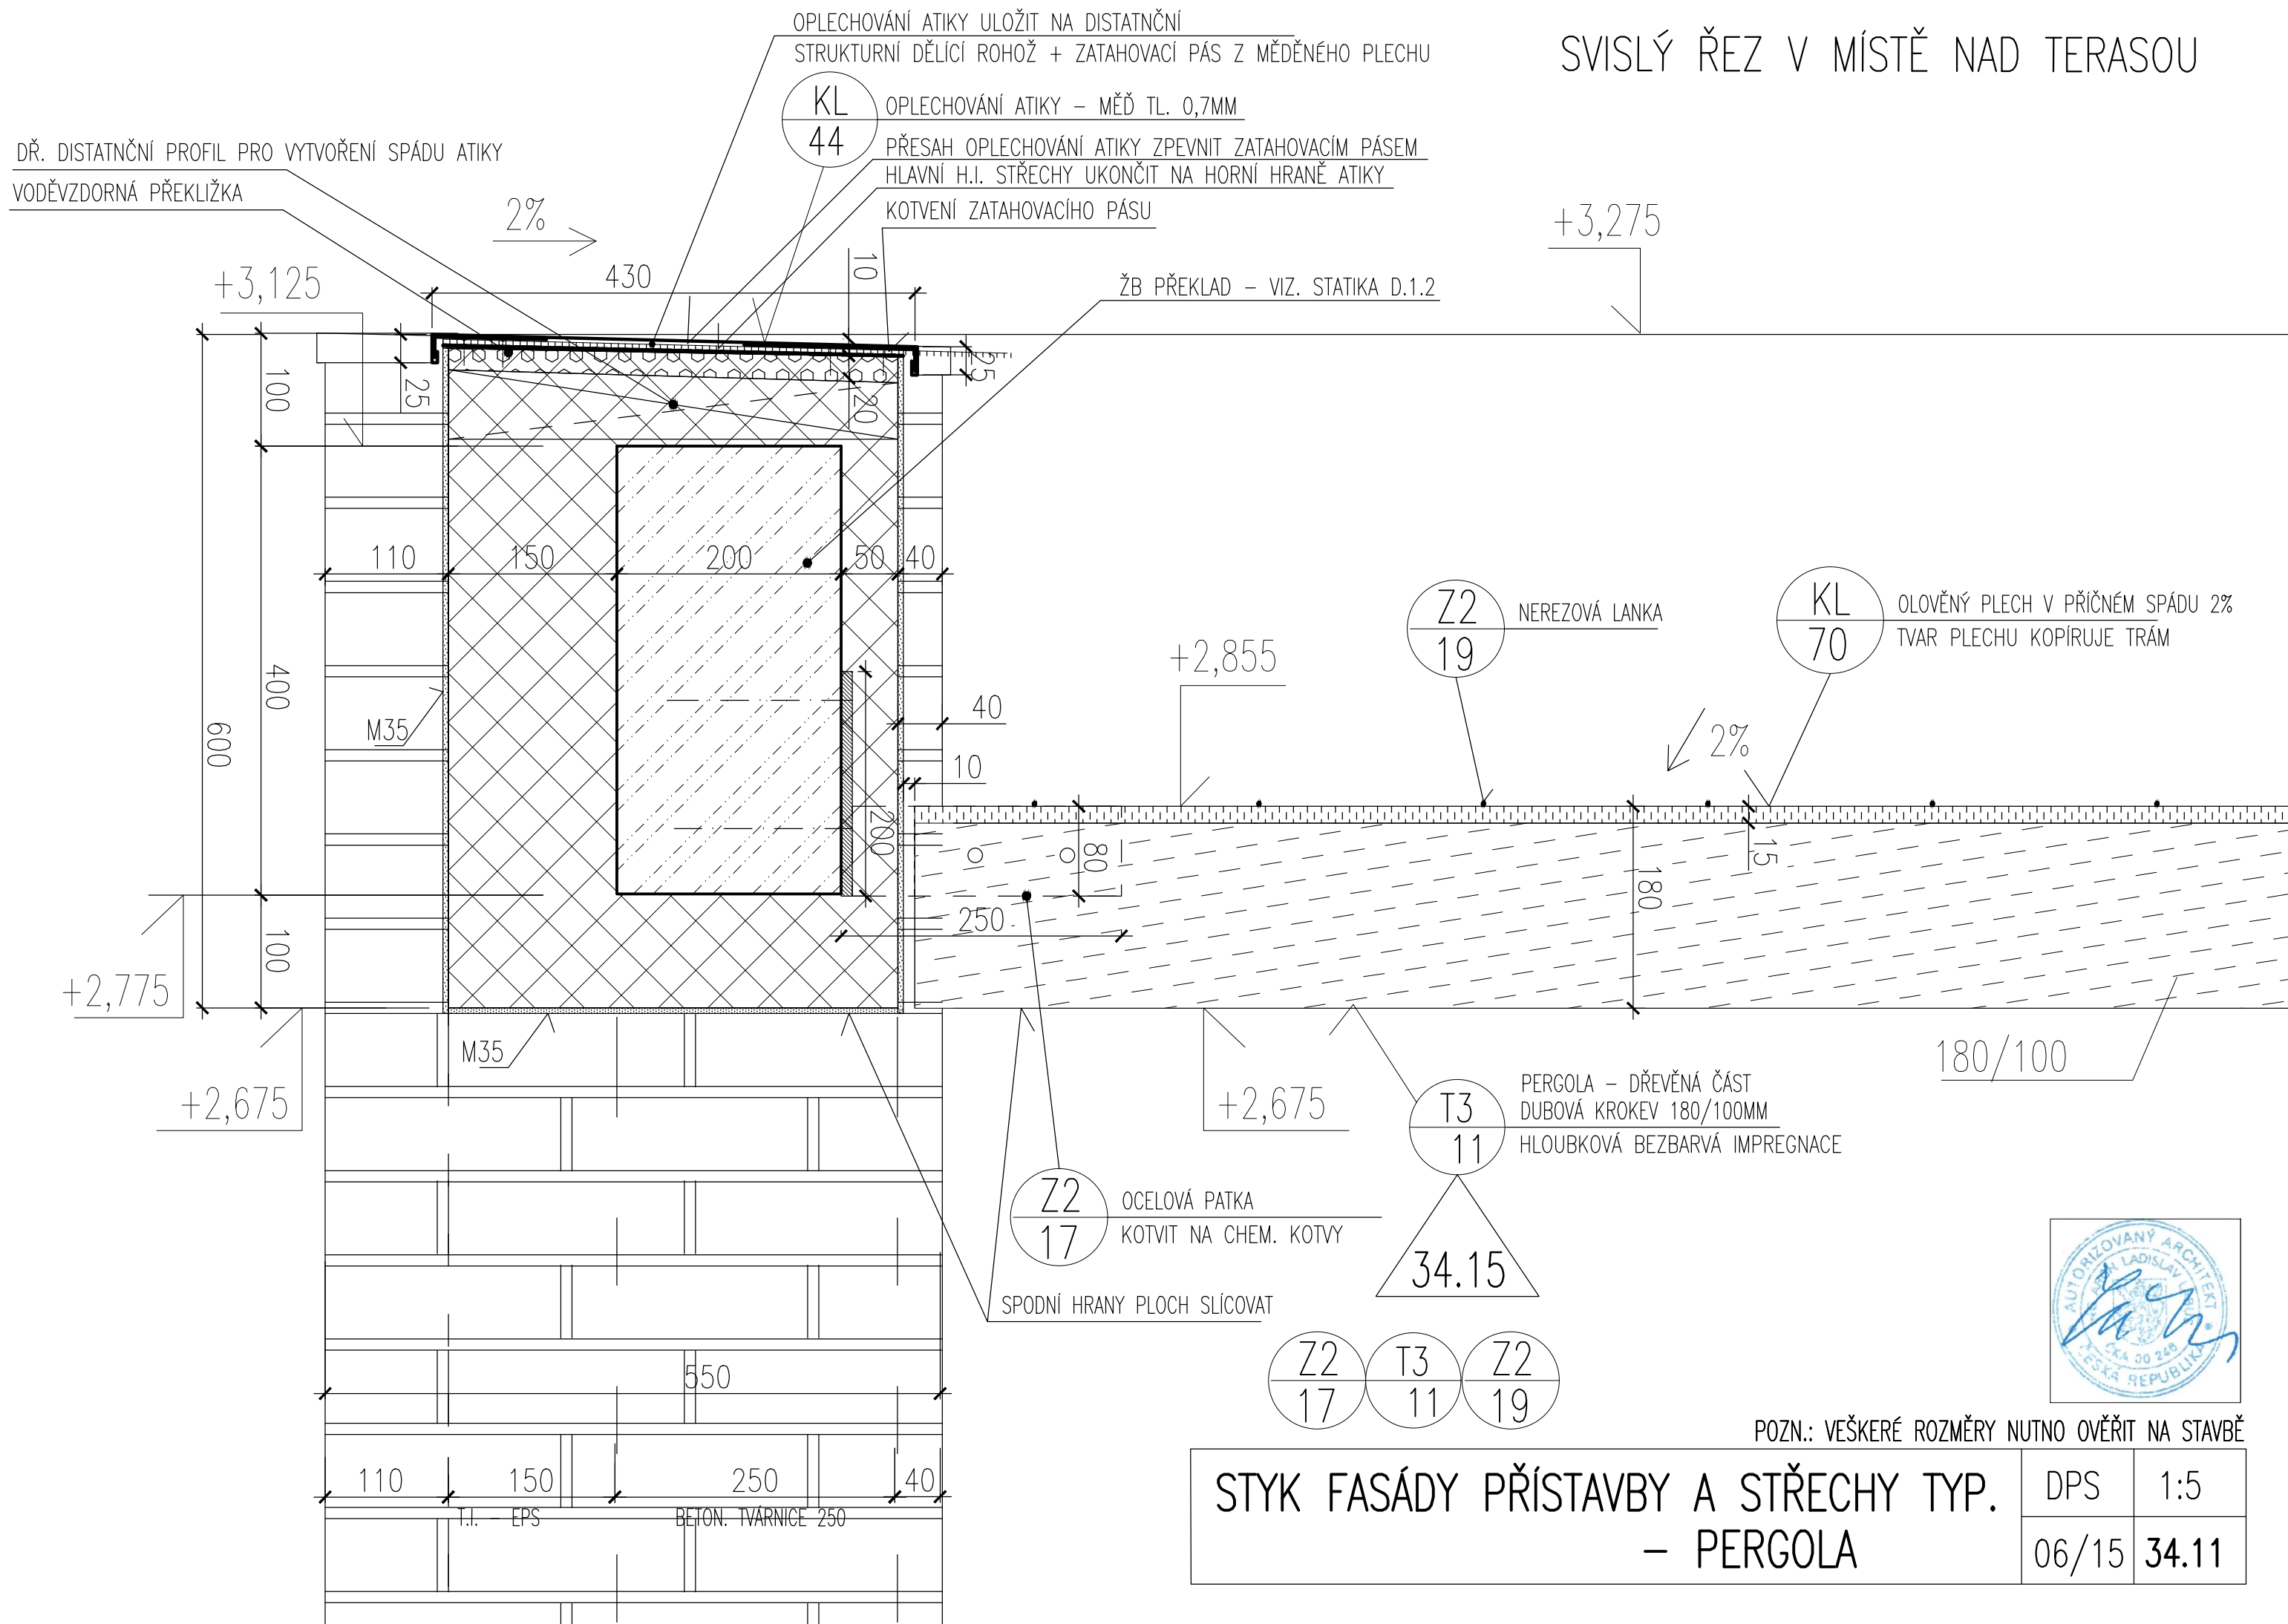 OPLECHOVÁNÍ ATIKY ULOŽIT NA DISTATNČNÍ
STRUKTURNÍ DĚLÍCÍ ROHOŽ + ZATAHOVACÍ PÁS Z MĚDĚNÉHO PLECHU
SVISLÝ ŘEZ V MÍSTĚ NAD TERASOU
KL
44
OPLECHOVÁNÍ ATIKY – MĚĎ TL. 0,7MM
PŘESAH OPLECHOVÁNÍ ATIKY ZPEVNIT ZATAHOVACÍM PÁSEM
HLAVNÍ H.I. STŘECHY UKONČIT NA HORNÍ HRANĚ ATIKY
KOTVENÍ ZATAHOVACÍHO PÁSU
DŘ. DISTATNČNÍ PROFIL PRO VYTVOŘENÍ SPÁDU ATIKY
VODĚVZDORNÁ PŘEKLIŽKA
2%
+3,275
+3,125
430
10
ŽB PŘEKLAD – VIZ. STATIKA D.1.2
100
25
25
20
110
150
200
50
40
Z2
19
NEREZOVÁ LANKA
KL
70
OLOVĚNÝ PLECH V PŘÍČNÉM SPÁDU 2%
TVAR PLECHU KOPÍRUJE TRÁM
+2,855
400
600
M35
40
2%
10
200
80
15
180
250
100
+2,775
M35
+2,675
+2,675
180/100
T3
11
PERGOLA – DŘEVĚNÁ ČÁST
DUBOVÁ KROKEV 180/100MM
HLOUBKOVÁ BEZBARVÁ IMPREGNACE
Z2
17
OCELOVÁ PATKA
KOTVIT NA CHEM. KOTVY
34.15
SPODNÍ HRANY PLOCH SLÍCOVAT
Z2
17
T3
11
Z2
19
AUTORIZOVANÝ ARCHITEKT
LADISLAV
ČKA 00 248
ČESKÁ REPUBLIKA
550
110
150
250
40
T.I. – EPS
BETON. TVÁRNICE 250
POZN.: VEŠKERÉ ROZMĚRY NUTNO OVĚŘIT NA STAVBĚ
STYK FASÁDY PŘÍSTAVBY A STŘECHY TYP.
– PERGOLA
DPS
1:5
06/15
34.11